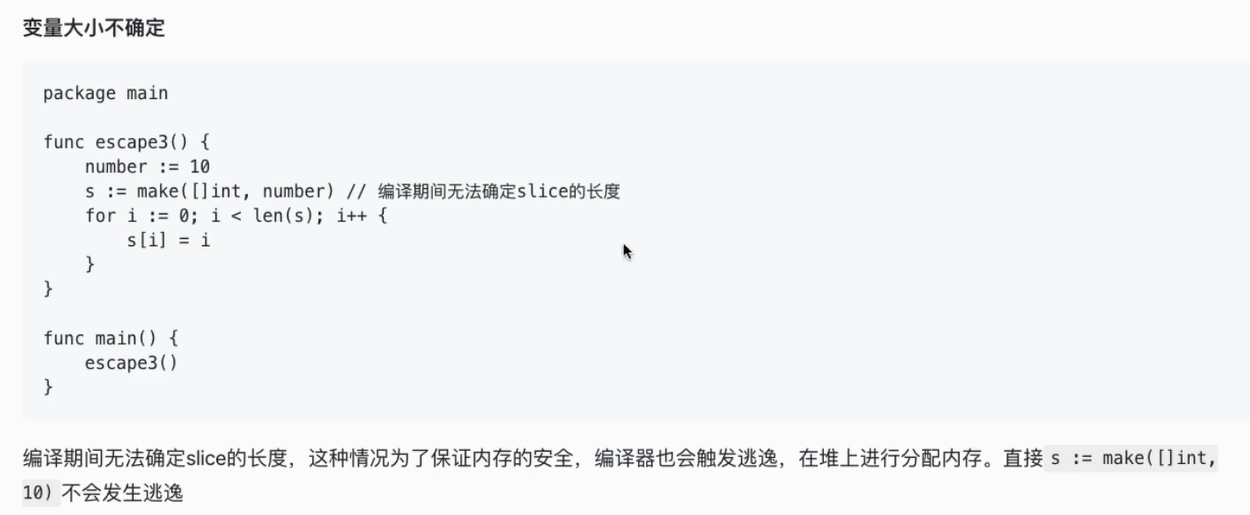 变量大小不确定
package main
func escape3() {
    number := 10
    s := make([]int, number) // 编译期间无法确定slice的长度
    for i := 0; i < len(s); i++ {
        s[i] = i
    }
}
func main() {
    escape3()
}
编译期间无法确定slice的长度，这种情况为了保证内存的安全，编译器也会触发逃逸，在堆上进行分配内存。直接 s := make([]int,
10) 不会发生逃逸